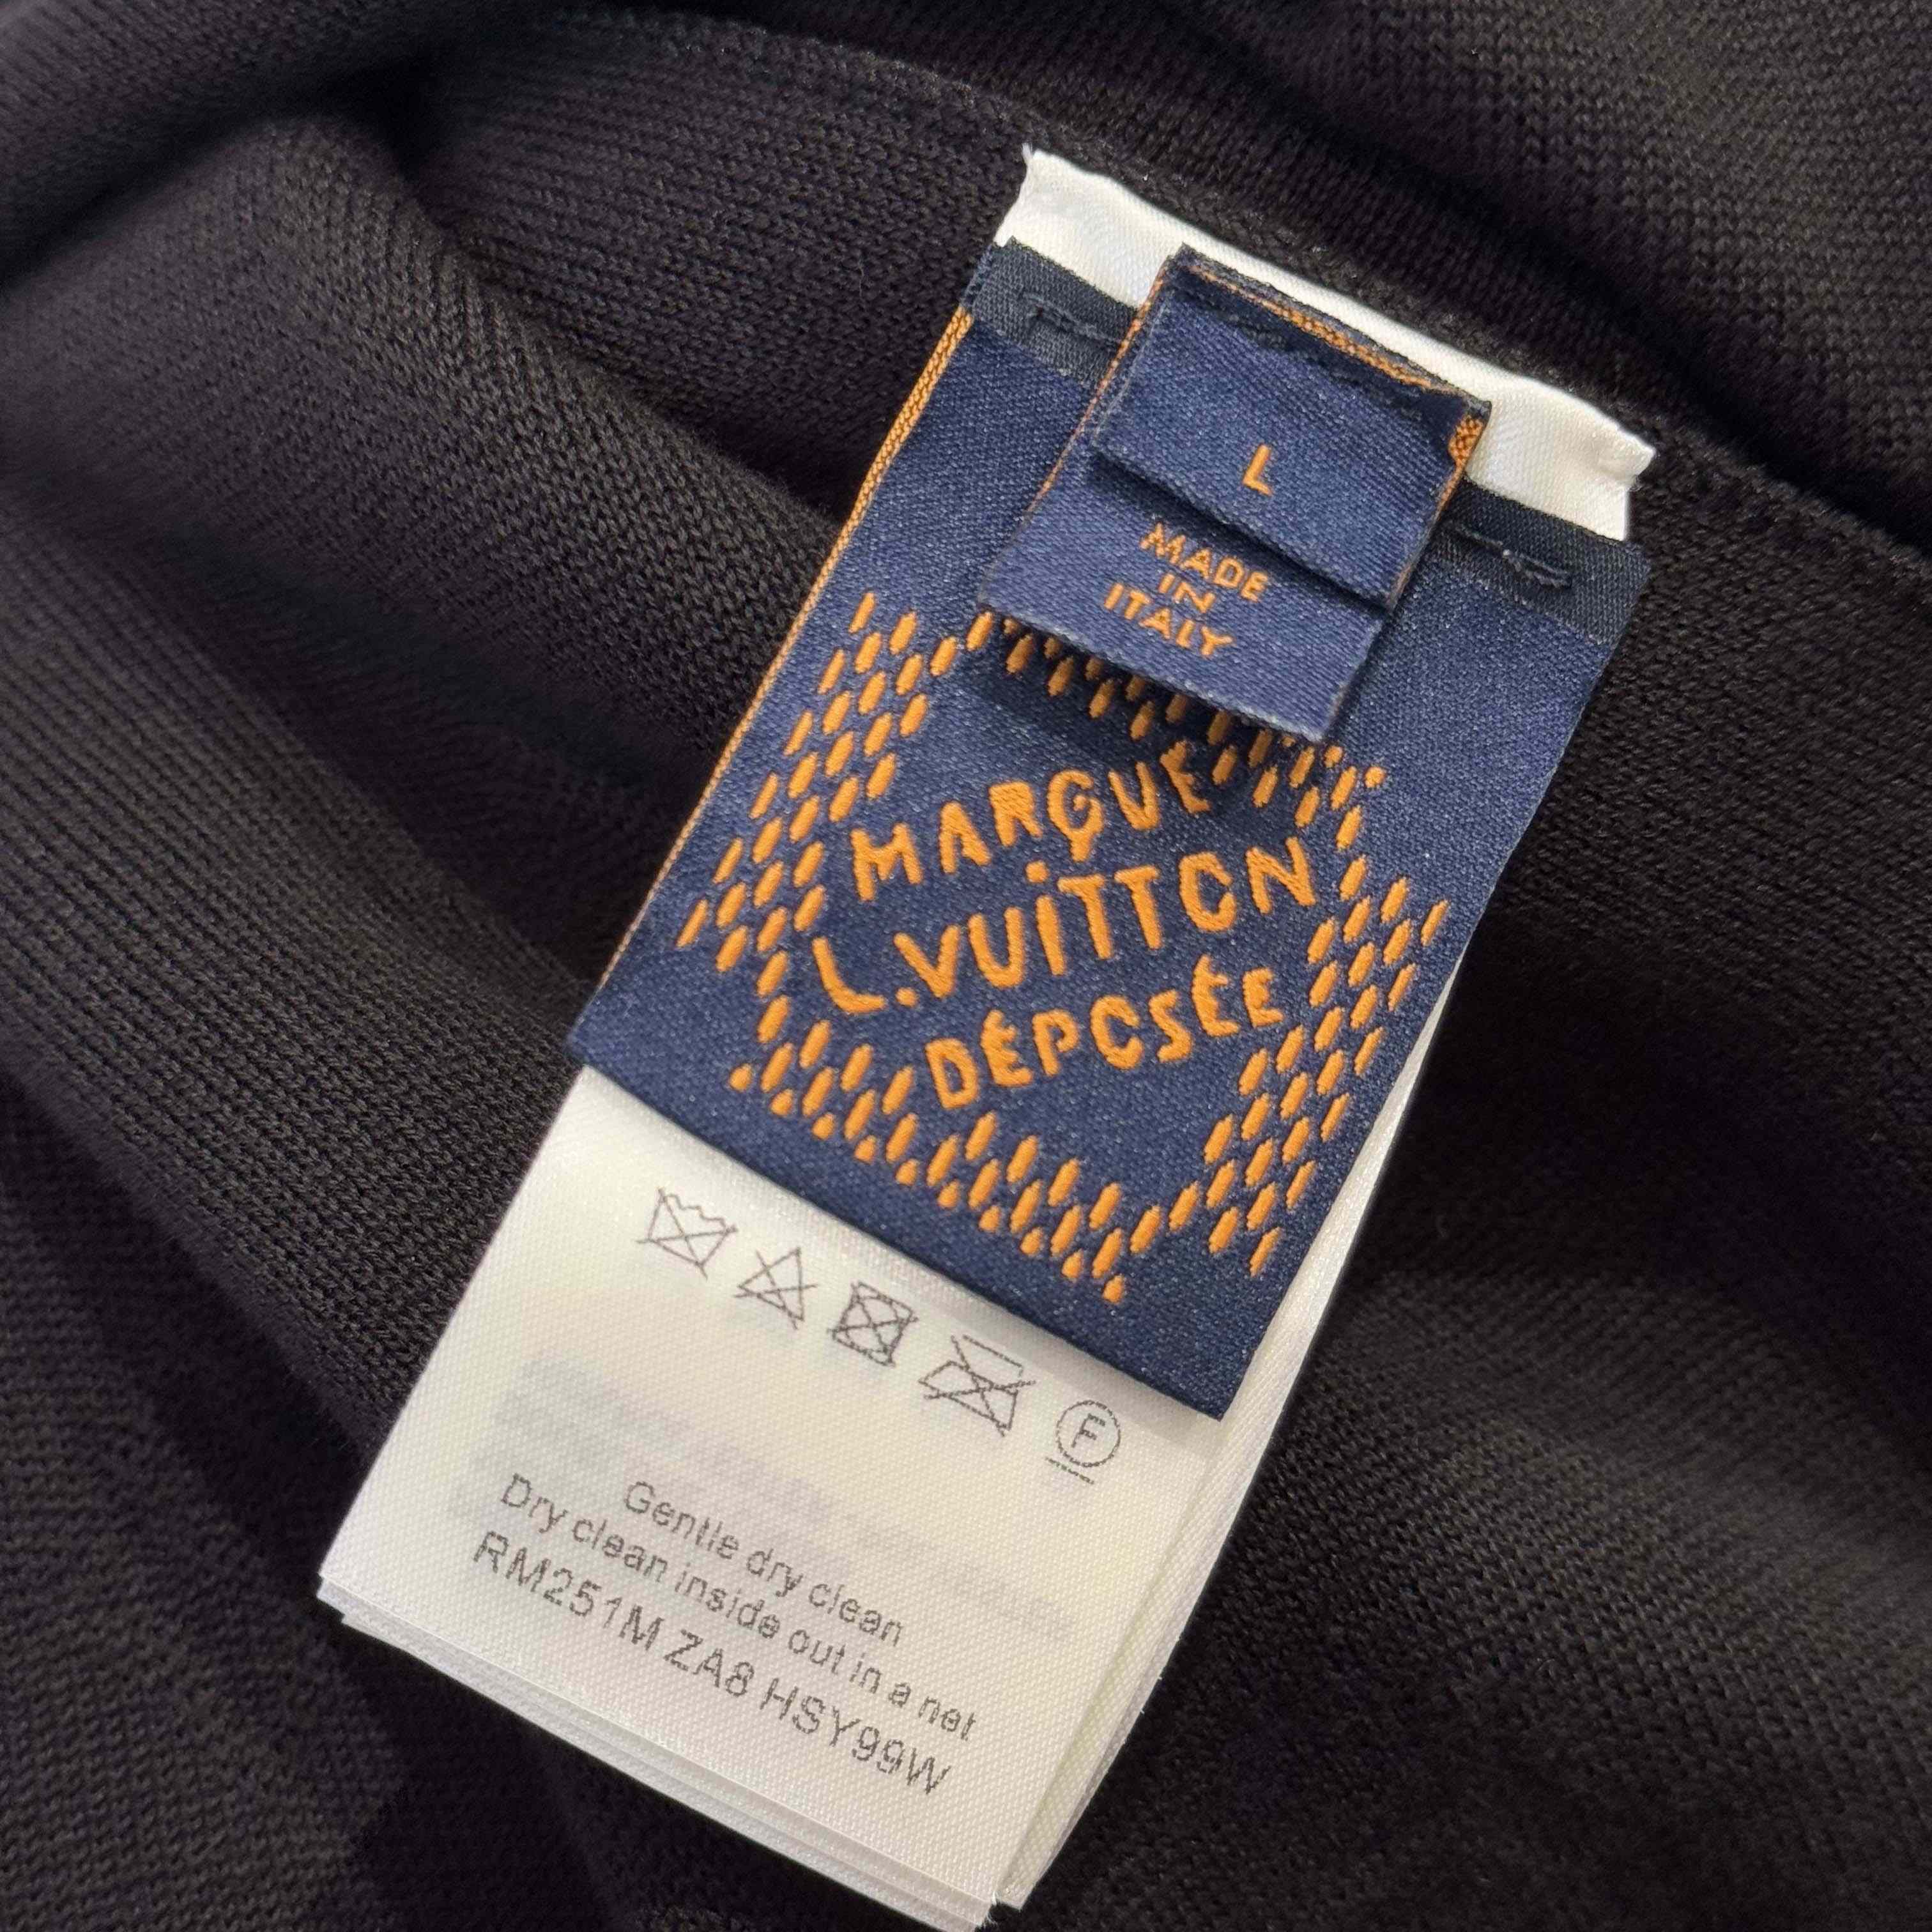 L
MADE
IN
ITALY
MARQUE
L.VUITTON
DÉPOSÉE
F
Gentle dry clean
Dry clean inside out in a net
RM251M ZA8 HSY99W